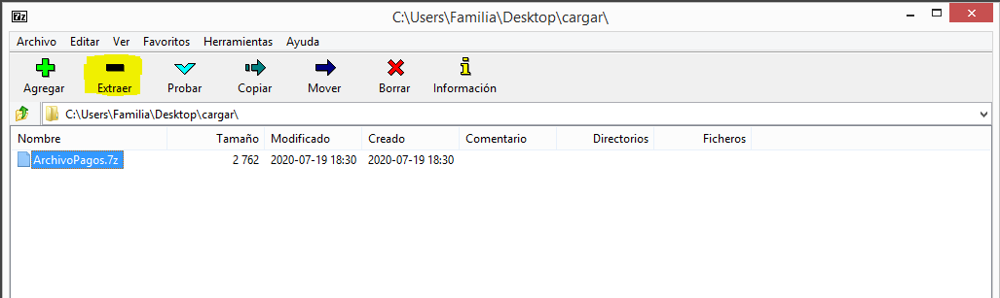 7z C:\Users\Familia\Desktop\cargar\
Archivo Editar Ver Favoritos Herramientas Ayuda
Agregar Extraer Probar Copiar Mover Borrar Información
C:\Users\Familia\Desktop\cargar\
Nombre Tamaño Modificado Creado Comentario Directorios Ficheros
ArchivoPagos.7z 2 762 2020-07-19 18:30 2020-07-19 18:30